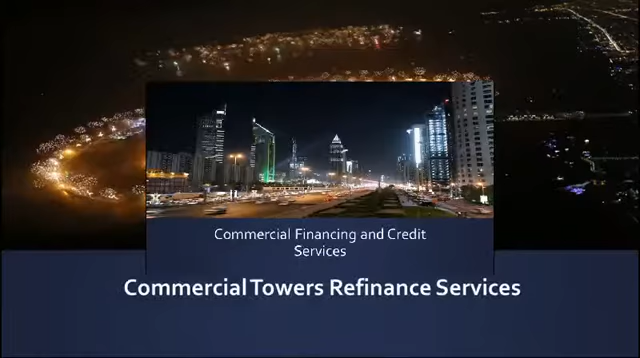 Commercial Financing and Credit
Services
Commercial Towers Refinance Services